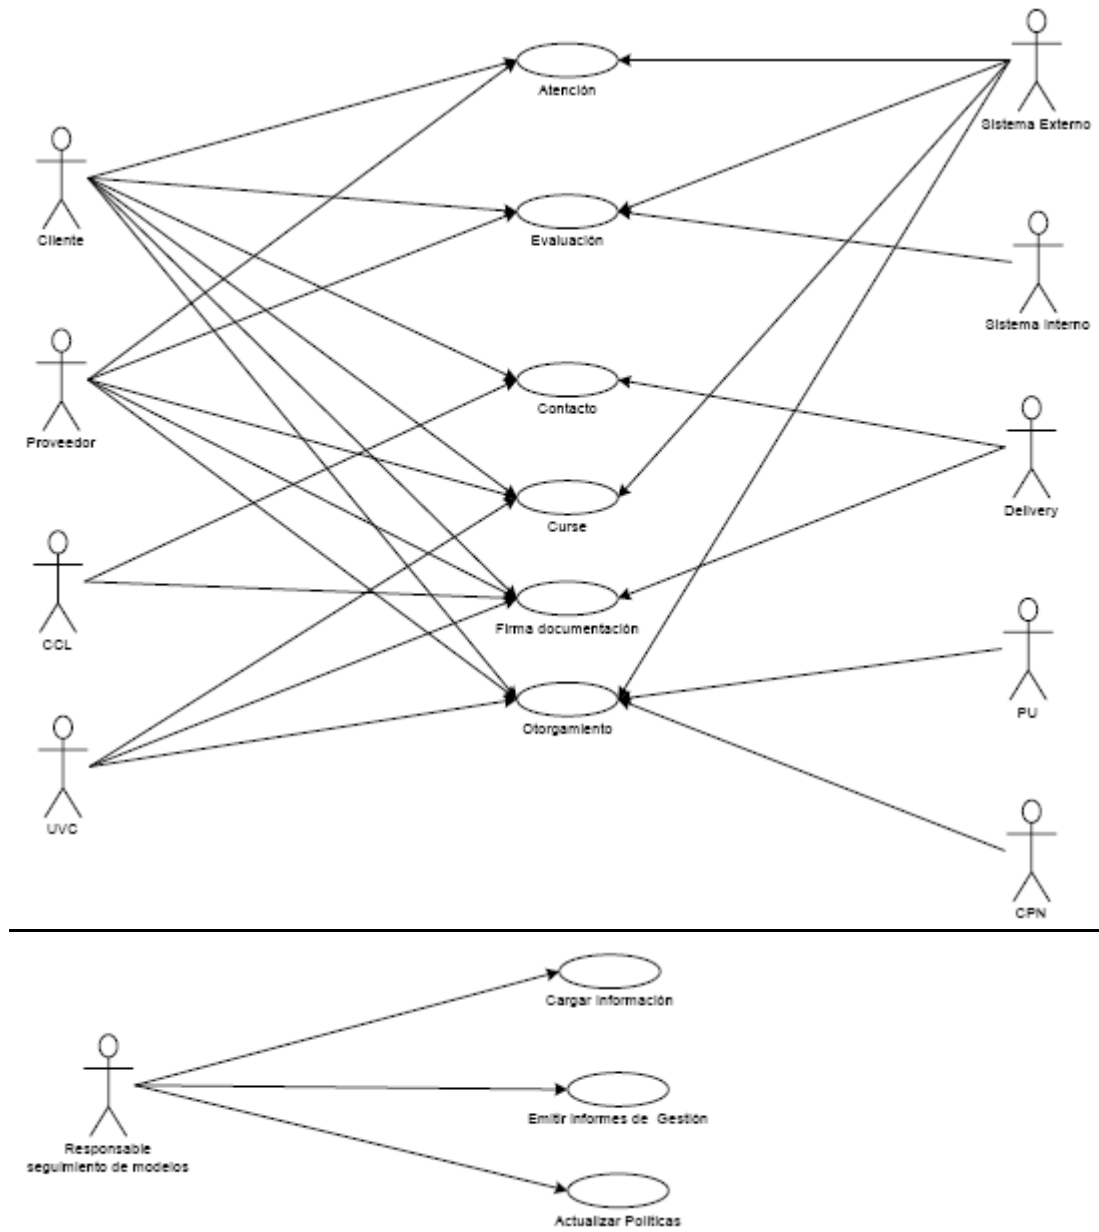 Atención
Sistema Externo
Cliente
Evaluación
Sistema Interno
Proveedor
Contacto
Delivery
Curse
CCL
Firma documentación
PU
Otorgamiento
UVC
CPN
Cargar Información
Emitir Informes de Gestión
Responsable
seguimiento de modelos
Actualizar Políticas